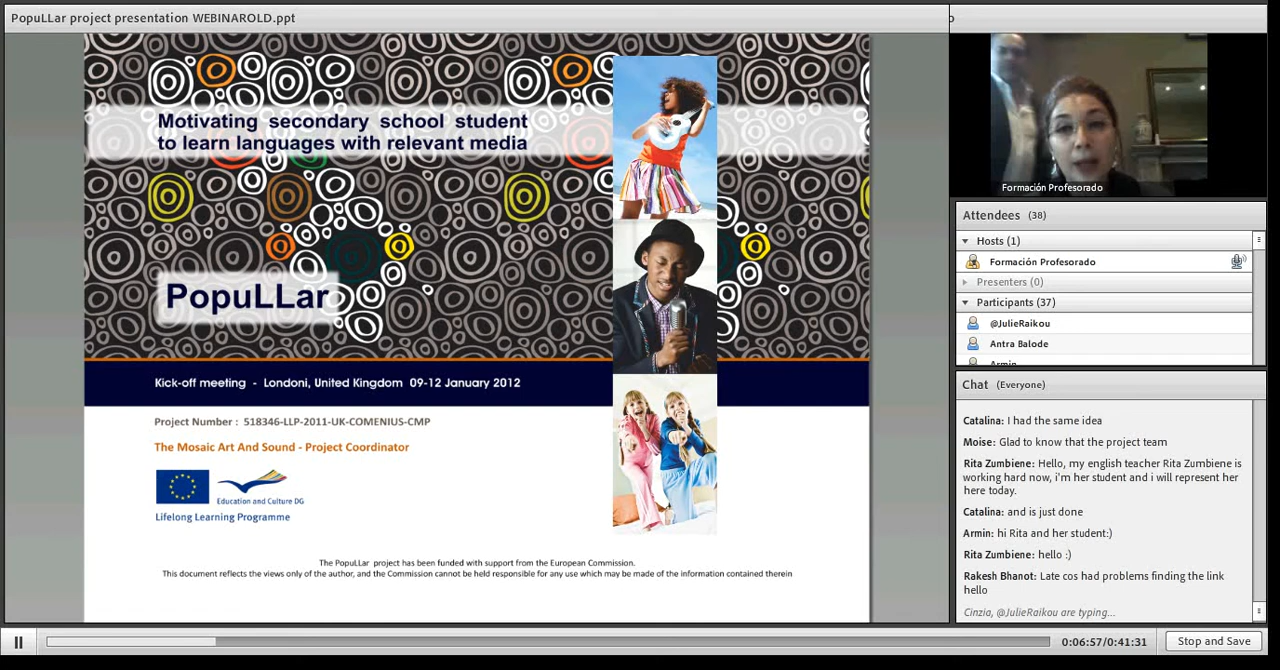 PopuLLar project presentation WEBINAROLD.ppt
Motivating secondary school student
to learn languages with relevant media
PopuLLar
Kick-off meeting - Londoni, United Kingdom 09-12 January 2012
Project Number : 518346-LLP-2011-UK-COMENIUS-CMP
The Mosaic Art And Sound - Project Coordinator
Education and Culture DG
Lifelong Learning Programme
The PopuLLar project has been funded with support from the European Commission.
This document reflects the views only of the author, and the Commission cannot be held responsible for any use which may be made of the information contained therein
Formación Profesorado
Attendees (38)
Hosts (1)
Formación Profesorado
Presenters (0)
Participants (37)
@JulieRaikou
Antra Balode
Armin
Chat (Everyone)
Catalina: I had the same idea
Moise: Glad to know that the project team
Rita Zumbiene: Hello, my english teacher Rita Zumbiene is
working hard now, i'm her student and i will represent her
here today.
Catalina: and is just done
Armin: hi Rita and her student:)
Rita Zumbiene: hello :)
Rakesh Bhanot: Late cos had problems finding the link
hello
Cinzia, @JulieRaikou are typing...
0:06:57/0:41:31
Stop and Save